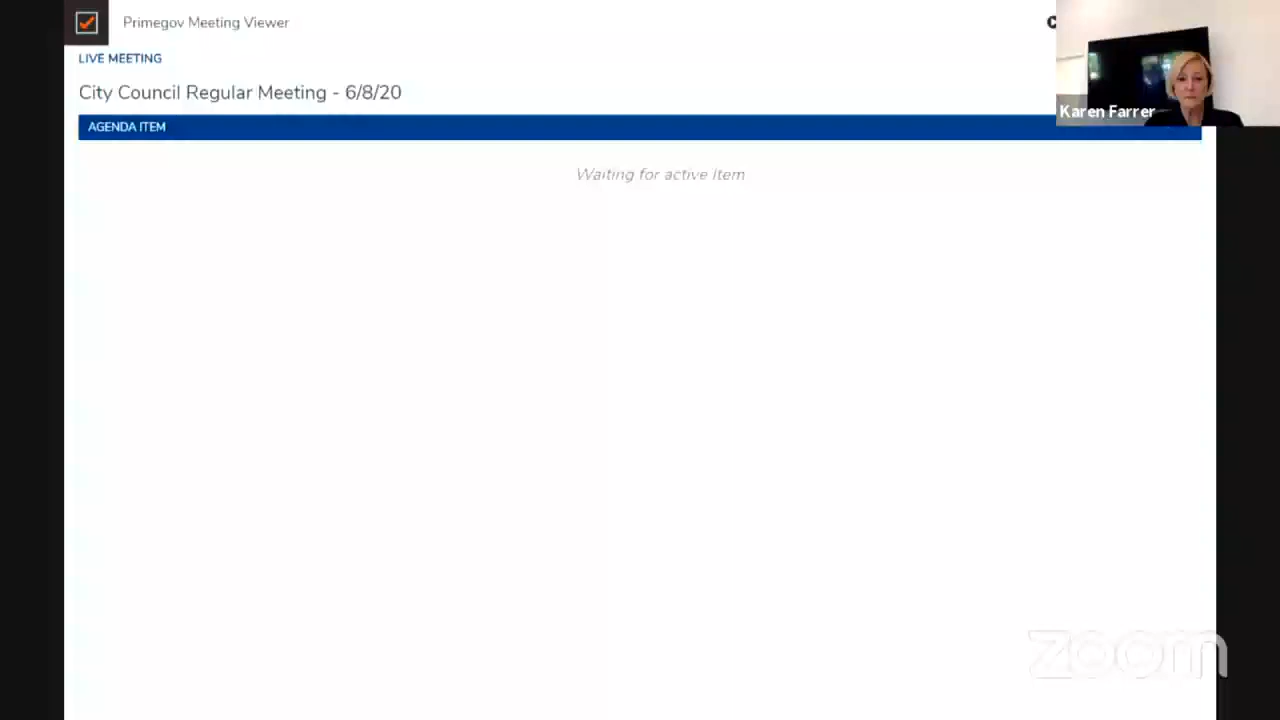 Primegov Meeting Viewer
LIVE MEETING
City Council Regular Meeting - 6/8/20
Karen Farrer
AGENDA ITEM
Waiting for active item
zoom